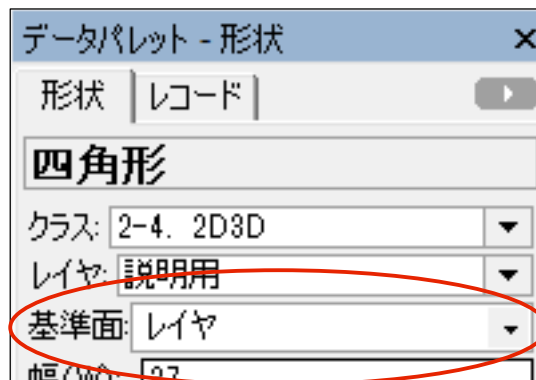 データパレット - 形状
形状 レコード
四角形
クラス: 2-4. 2D3D
レイヤ: 説明用
基準面: レイヤ